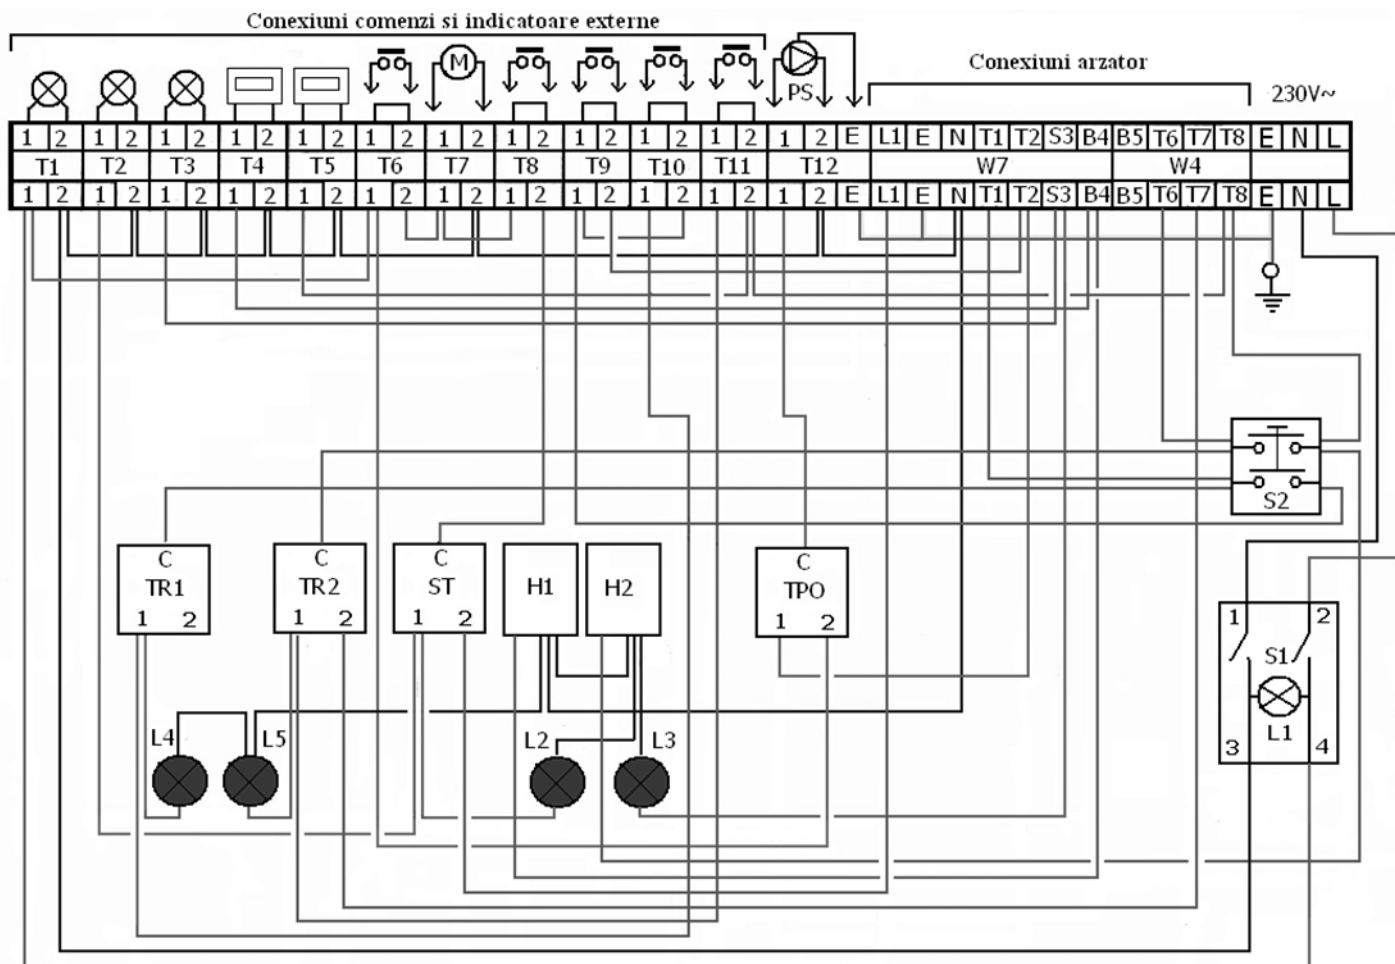 Conexiuni comenzi si indicatoare externe
M
PS
Conexiuni arzator
230V~
1 2 1 2 1 2 1 2 1 2 1 2 1 2 1 2 1 2 1 2 1 2 1 2 E L1 E N T1 T2 S3 B4 B5 T6 T7 T8 E N L
T1 T2 T3 T4 T5 T6 T7 T8 T9 T10 T11 T12 W7 W4
1 2 1 2 1 2 1 2 1 2 1 2 1 2 1 2 1 2 1 2 1 2 1 2 E L1 E N T1 T2 S3 B4 B5 T6 T7 T8 E N L
S2
C C C C
TR1 TR2 ST H1 H2 TPO
1 2 1 2 1 2 1 2
1 2
S1
L1
3 4
L4 L5 L2 L3